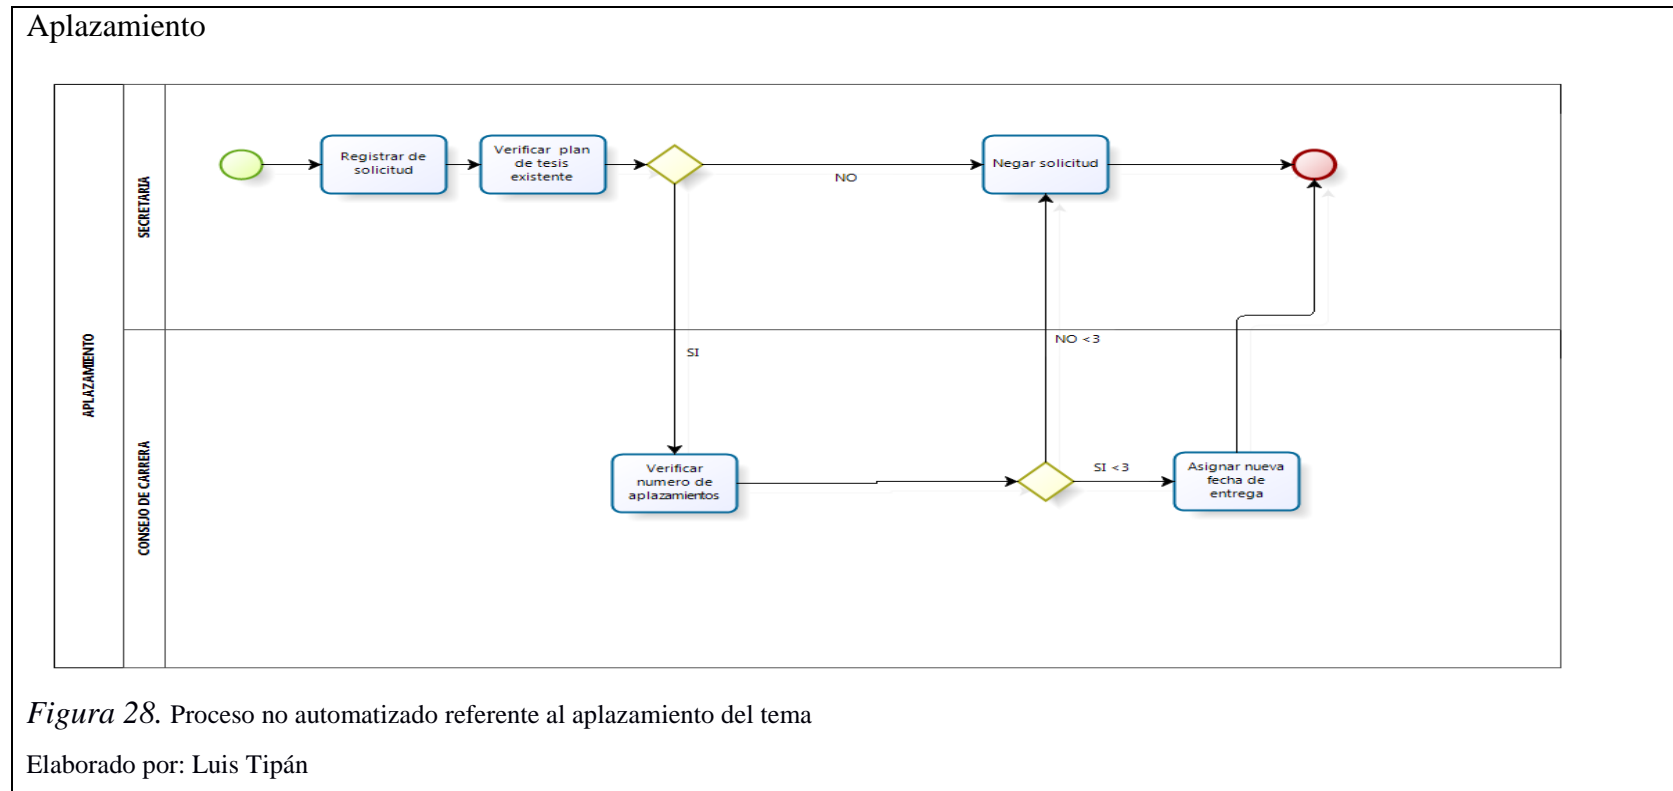 Aplazamiento
APLAZAMIENTO
SECRETARIA
Registrar de
solicitud
Verificar plan
de tesis
existente
NO
Negar solicitud
SI
NO <3
CONSEJO DE CARRERA
Verificar
numero de
aplazamientos
SI <3
Asignar nueva
fecha de
entrega
Figura 28. Proceso no automatizado referente al aplazamiento del tema
Elaborado por: Luis Tipán